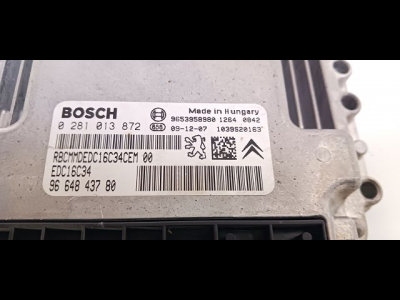 BOSCH
Made in Hungary
9653958980 1264 0842
0 281 013 872
09-12-07 1039S20163
RBCMMDEDC16C34CEM 00
EDC16C34
96 648 437 80